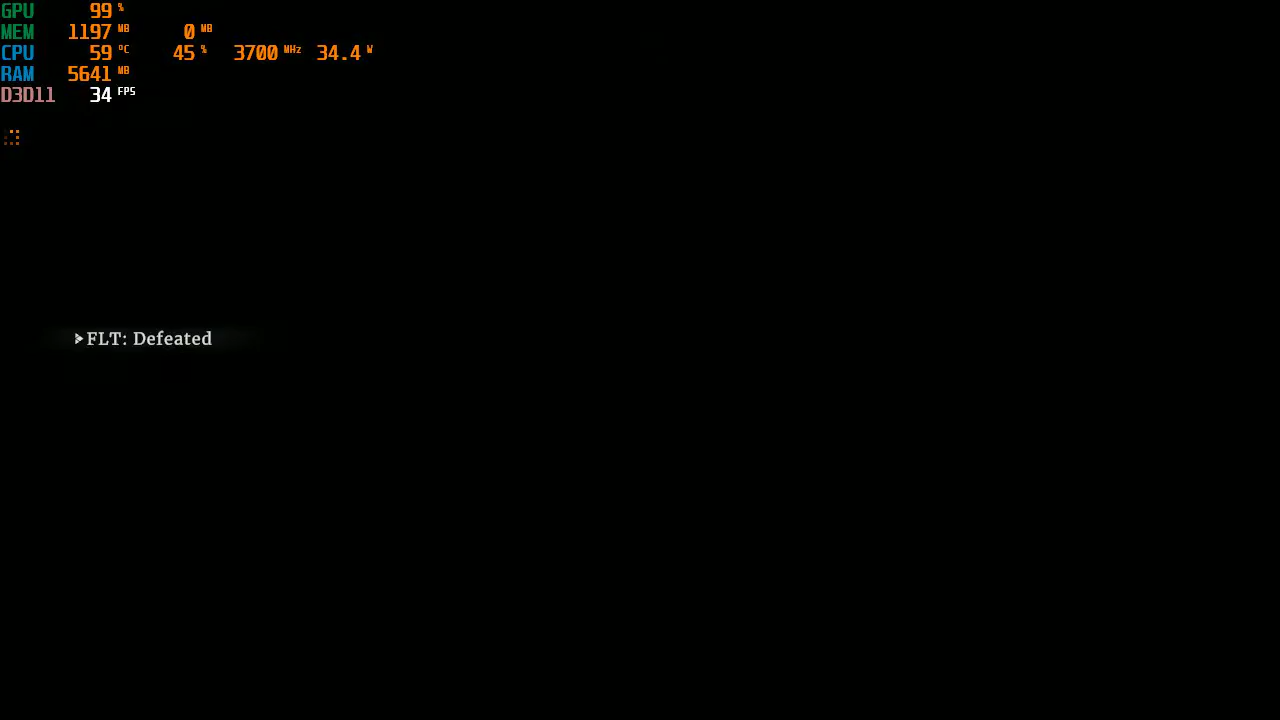 GPU 99 %
MEM 1197 MB 0 MB
CPU 59 °C 45 % 3700 MHz 34.4 W
RAM 5641 MB
D3D11 34 FPS
FLT: Defeated